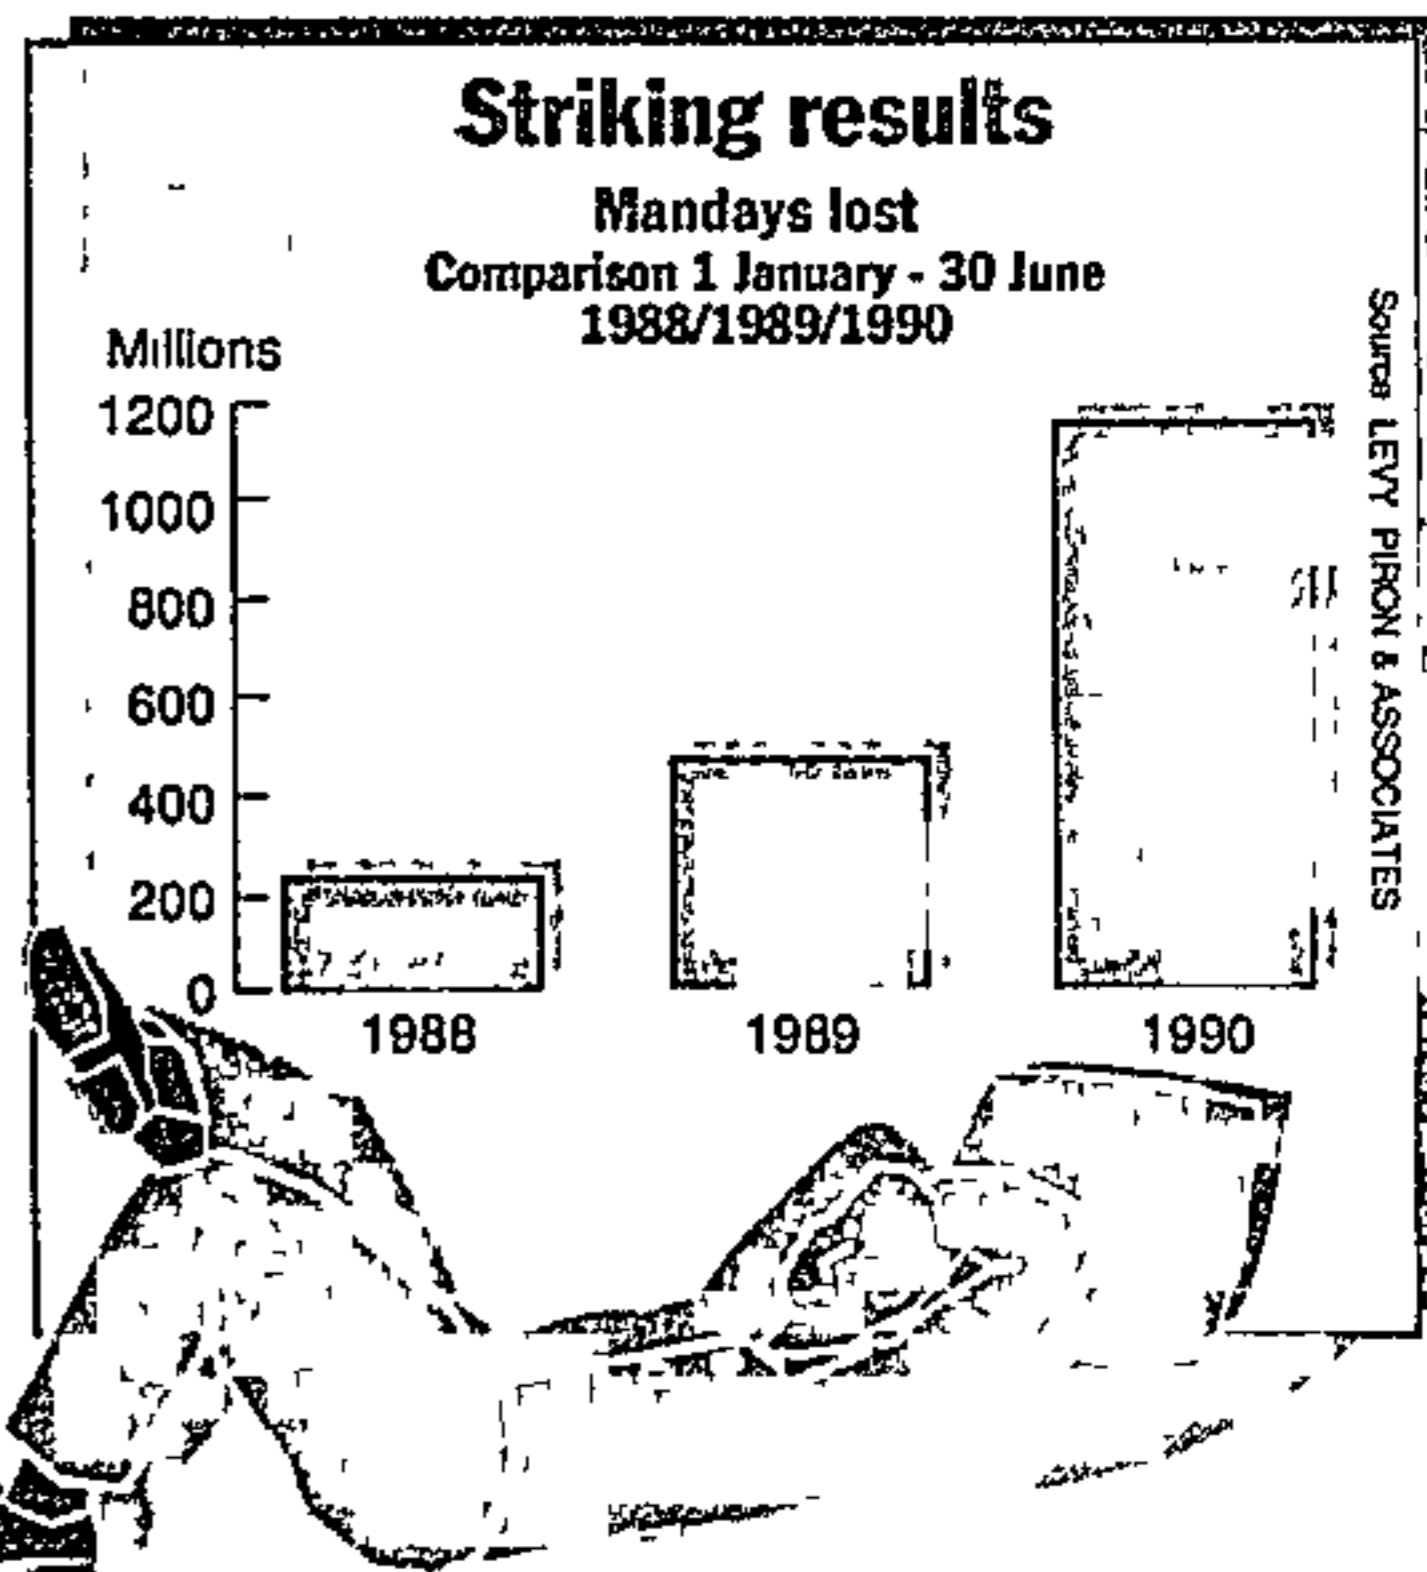 Striking results
Mandays lost
Comparison 1 January - 30 June
1988/1989/1990
Millions
1200
1000
800
600
400
200
0
1988
1989
1990
Source LEVY PIRON & ASSOCIATES